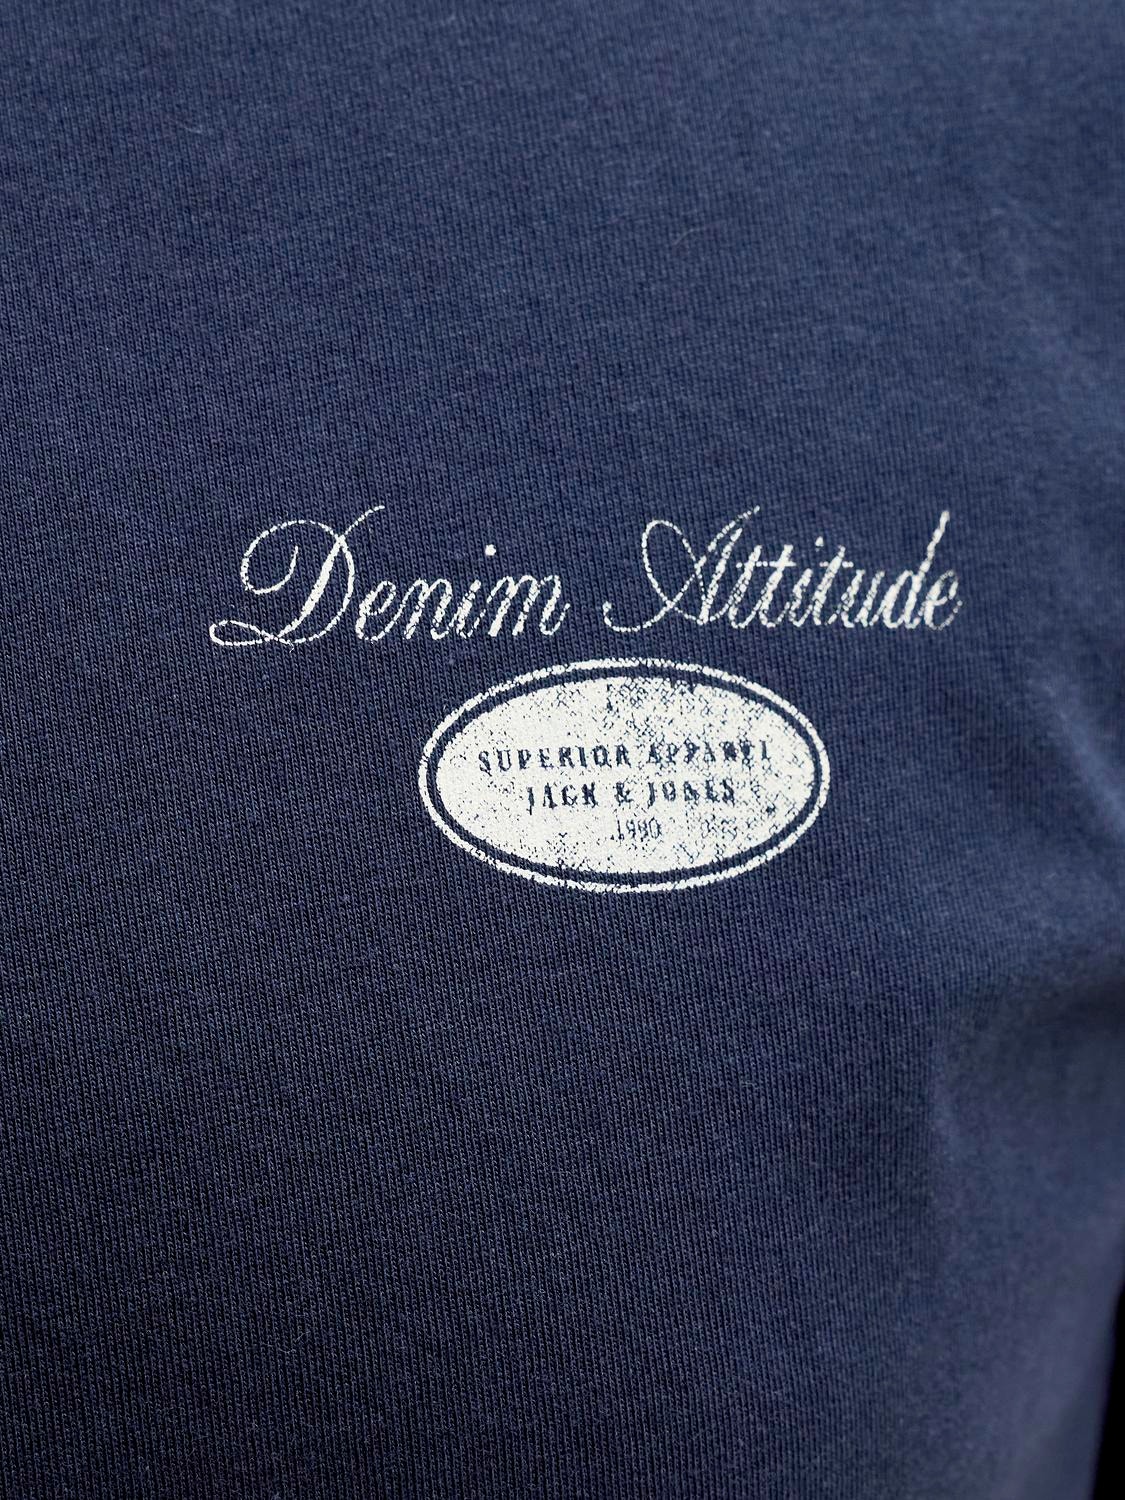 Denim Attitude
SUPERIOR APPAREL
JACK & JONES
1990